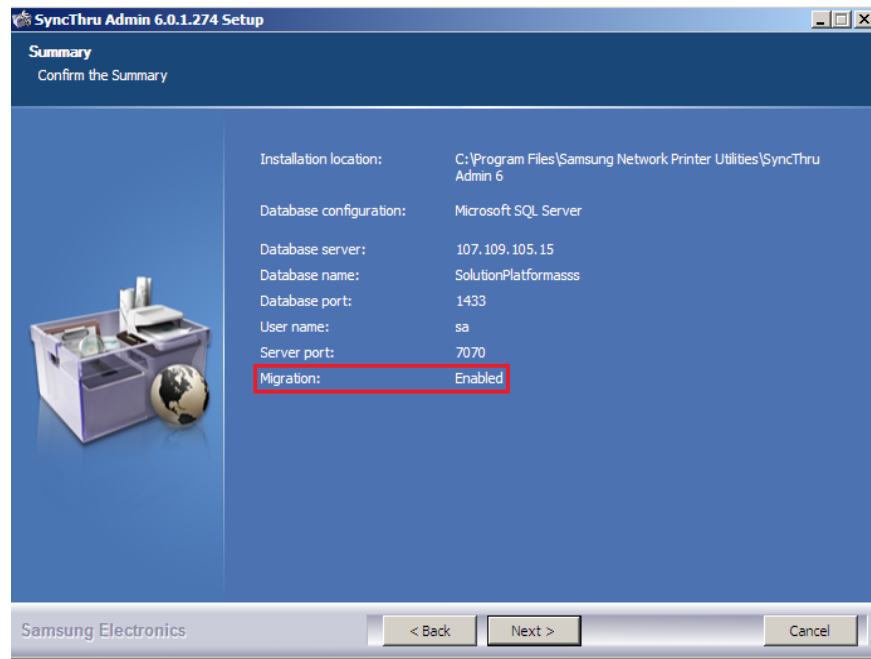 SyncThru Admin 6.0.1.274 Setup
Summary
Confirm the Summary
Installation location: C:\Program Files\Samsung Network Printer Utilities\SyncThru
Admin 6
Database configuration: Microsoft SQL Server
Database server: 107.109.105.15
Database name: SolutionPlatformasss
Database port: 1433
User name: sa
Server port: 7070
Migration: Enabled
Samsung Electronics
< Back Next > Cancel